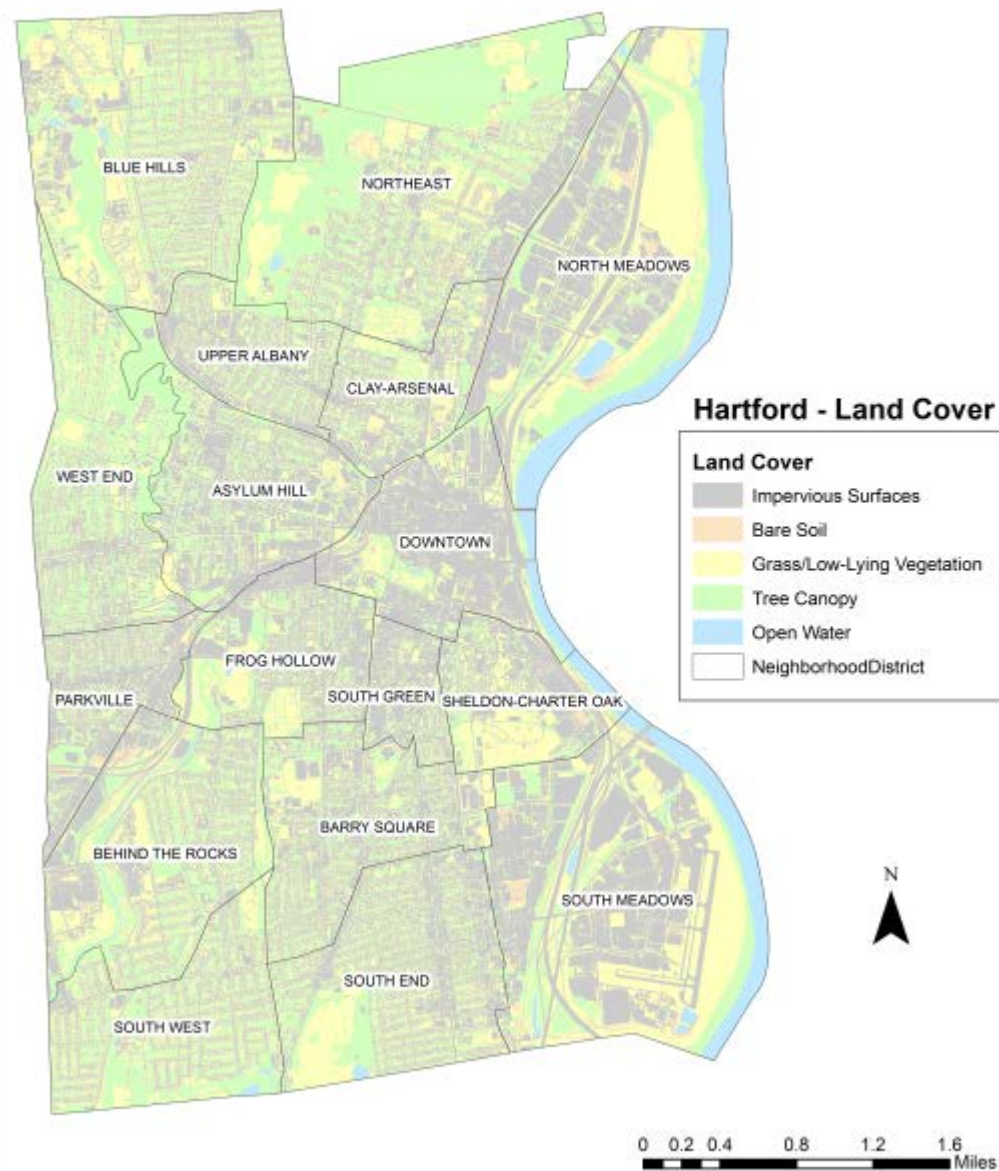 BLUE HILLS
NORTHEAST
NORTH MEADOWS
UPPER ALBANY
CLAY-ARSENAL
WEST END
ASYLUM HILL
DOWNTOWN
FROG HOLLOW
PARKVILLE
SOUTH GREEN
SHELDON-CHARTER OAK
BARRY SQUARE
BEHIND THE ROCKS
SOUTH MEADOWS
SOUTH END
SOUTH WEST
Hartford - Land Cover
Land Cover
Impervious Surfaces
Bare Soil
Grass/Low-Lying Vegetation
Tree Canopy
Open Water
NeighborhoodDistrict
N
0 0.2 0.4 0.8 1.2 1.6
Miles